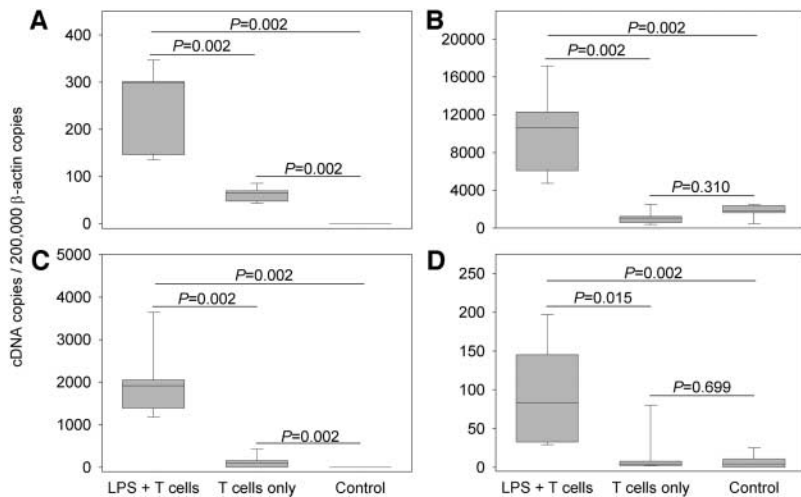 A
B
cDNA copies / 200,000 β-actin copies
400
300
200
100
0
P=0.002
P=0.002
P=0.002
20000
16000
12000
8000
4000
0
P=0.002
P=0.002
P=0.310
C
D
5000
4000
3000
2000
1000
0
P=0.002
P=0.002
P=0.002
250
200
150
100
50
0
P=0.002
P=0.015
P=0.699
LPS + T cells T cells only Control
LPS + T cells T cells only Control